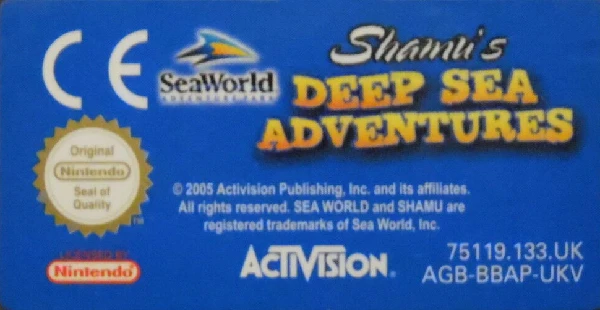 CE
SeaWorld
ADVENTURE PARK
Shamu's
DEEP SEA
ADVENTURES
Original
Nintendo
Seal of
Quality
TM
© 2005 Activision Publishing, Inc. and its affiliates.
All rights reserved. SEA WORLD and SHAMU are
registered trademarks of Sea World, Inc.
LICENSED BY
Nintendo®
ACTIVISION®
75119.133.UK
AGB-BBAP-UKV